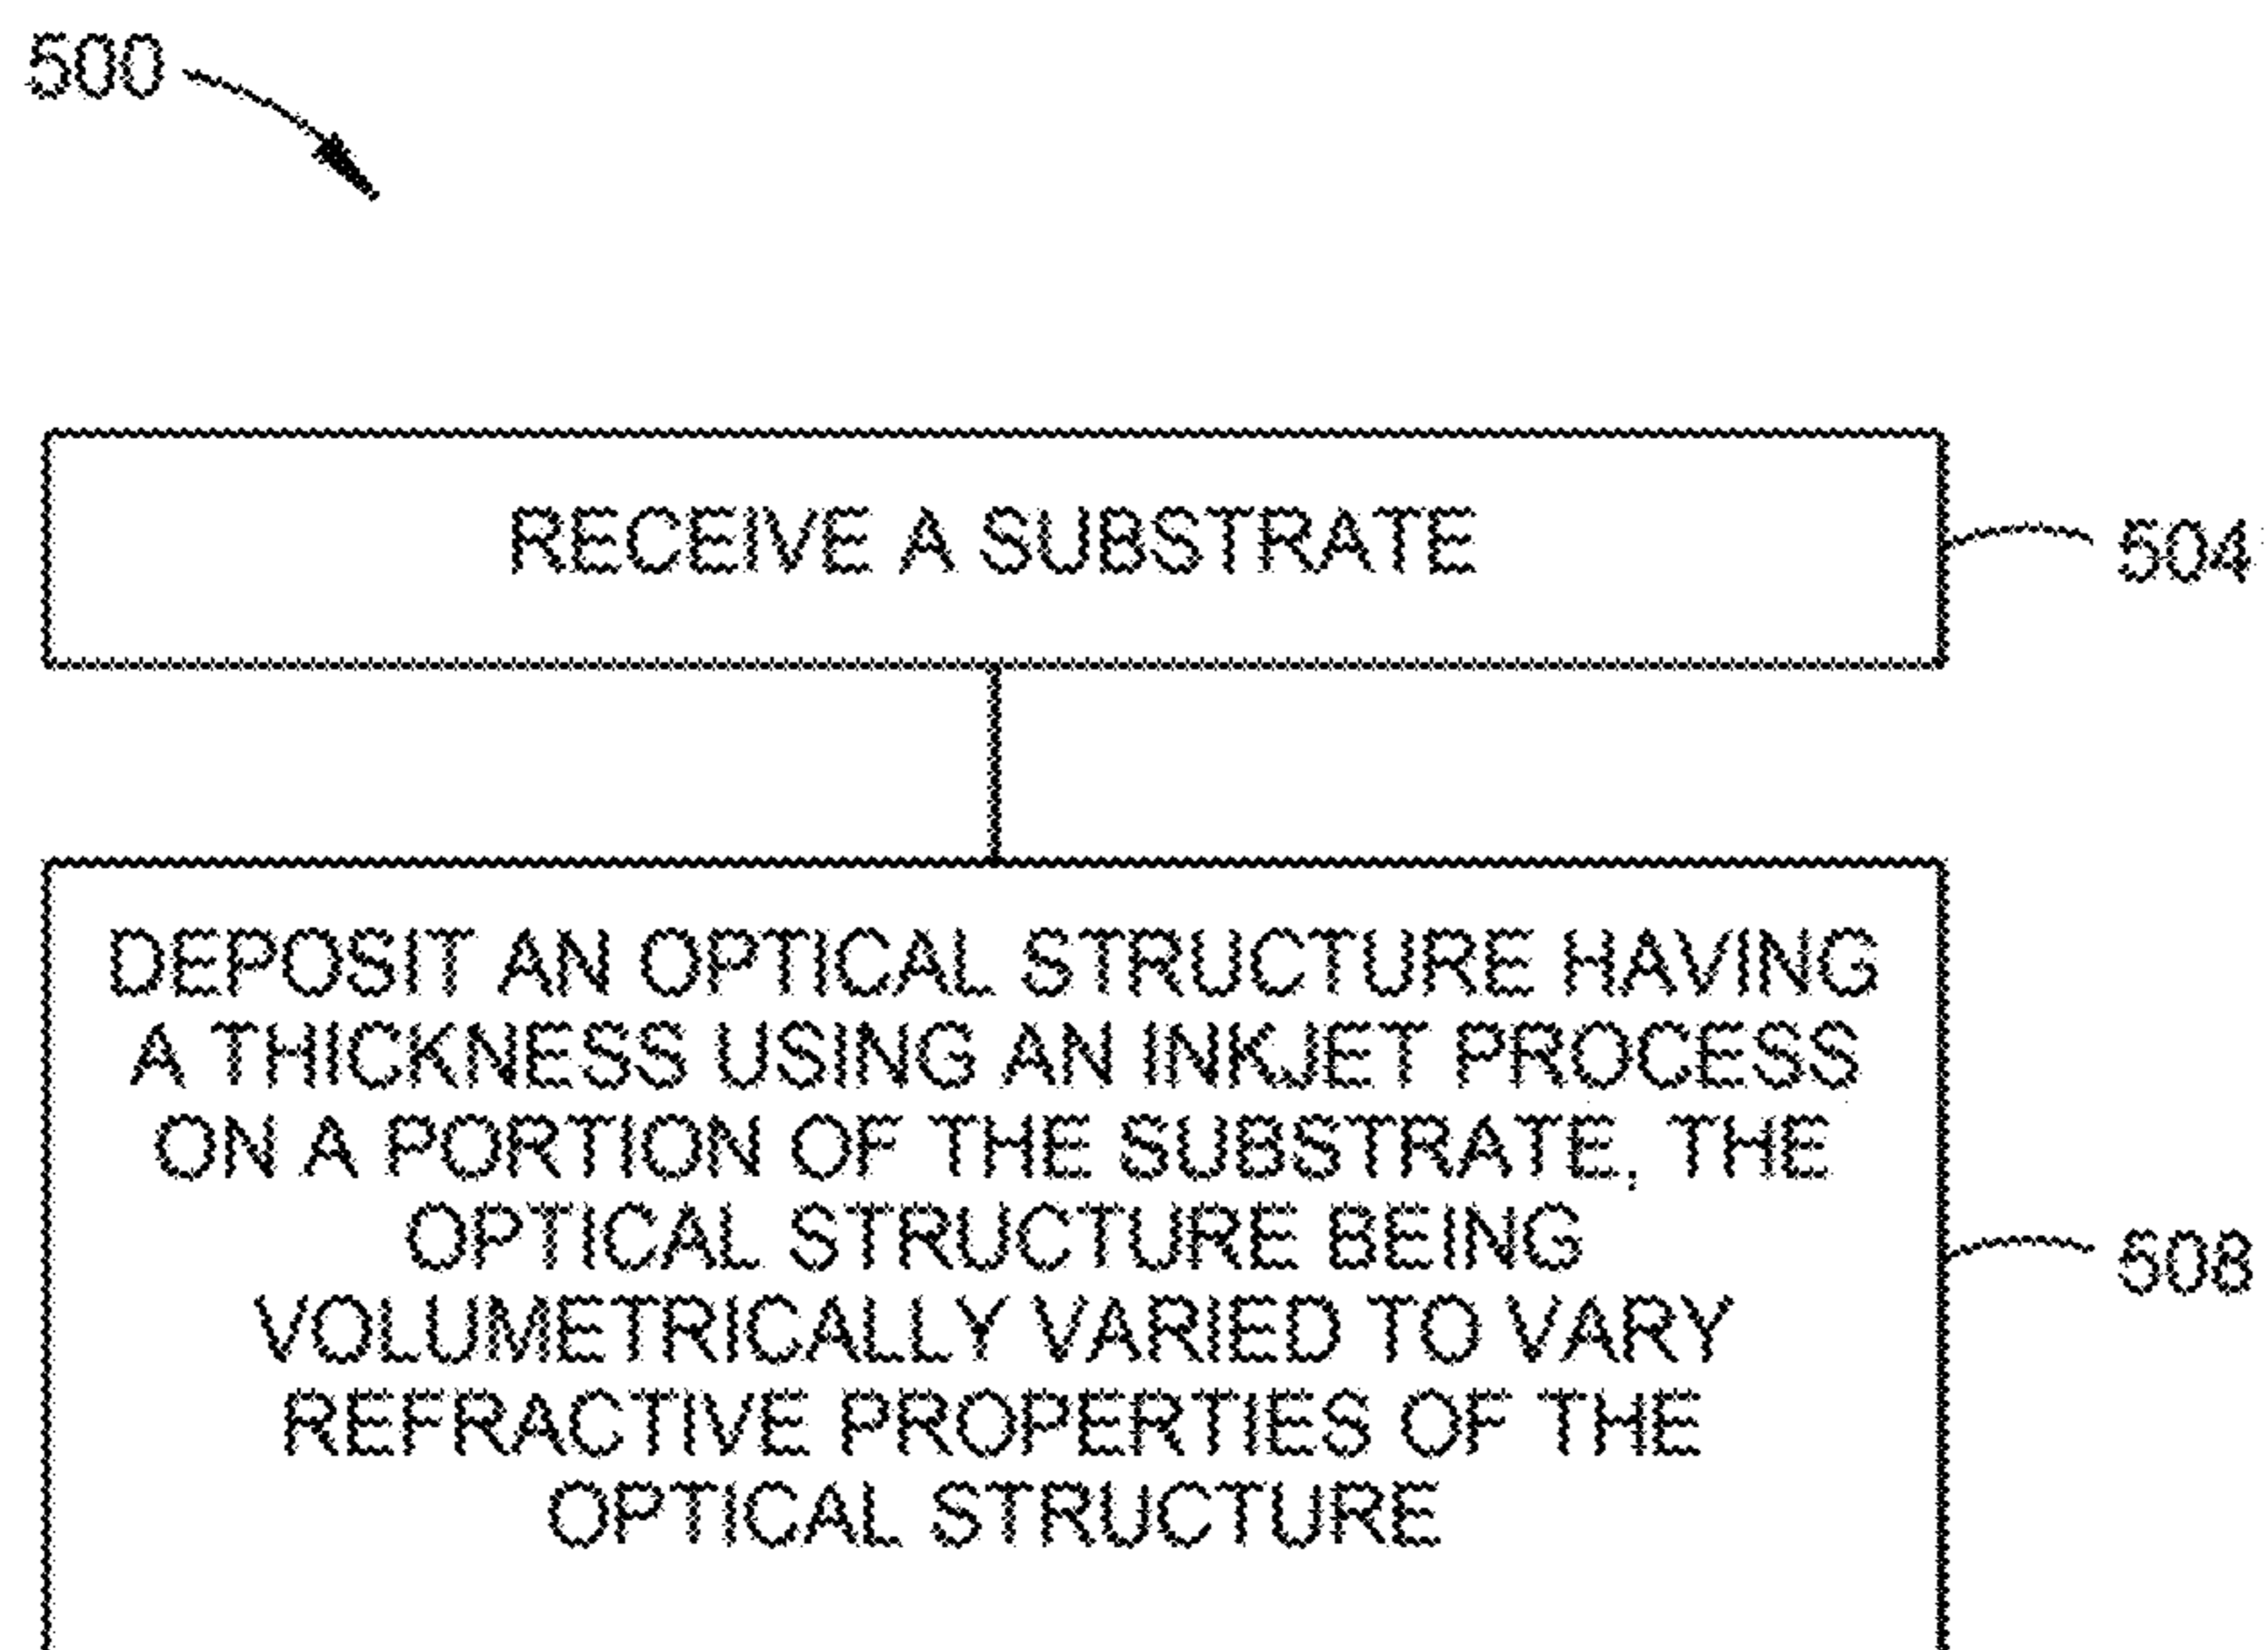 500
RECEIVE A SUBSTRATE
504
DEPOSIT AN OPTICAL STRUCTURE HAVING
A THICKNESS USING AN INKJET PROCESS
ON A PORTION OF THE SUBSTRATE, THE
OPTICAL STRUCTURE BEING
VOLUMETRICALLY VARIED TO VARY
REFRACTIVE PROPERTIES OF THE
OPTICAL STRUCTURE
508